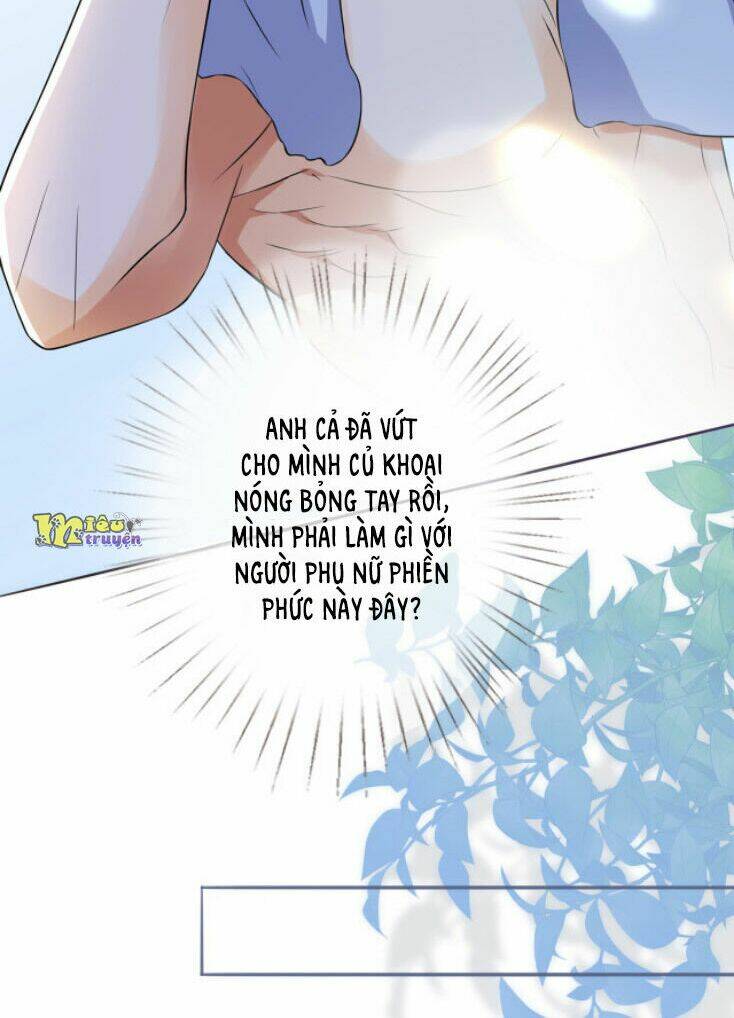 ANH CẢ ĐÃ VỨT
CHO MÌNH CỦ KHOAI
NÓNG BỎNG TAY RỒI,
MÌNH PHẢI LÀM GÌ VỚI
NGƯỜI PHỤ NỮ PHIỀN
PHỨC NÀY ĐÂY?
Miêu
truyện